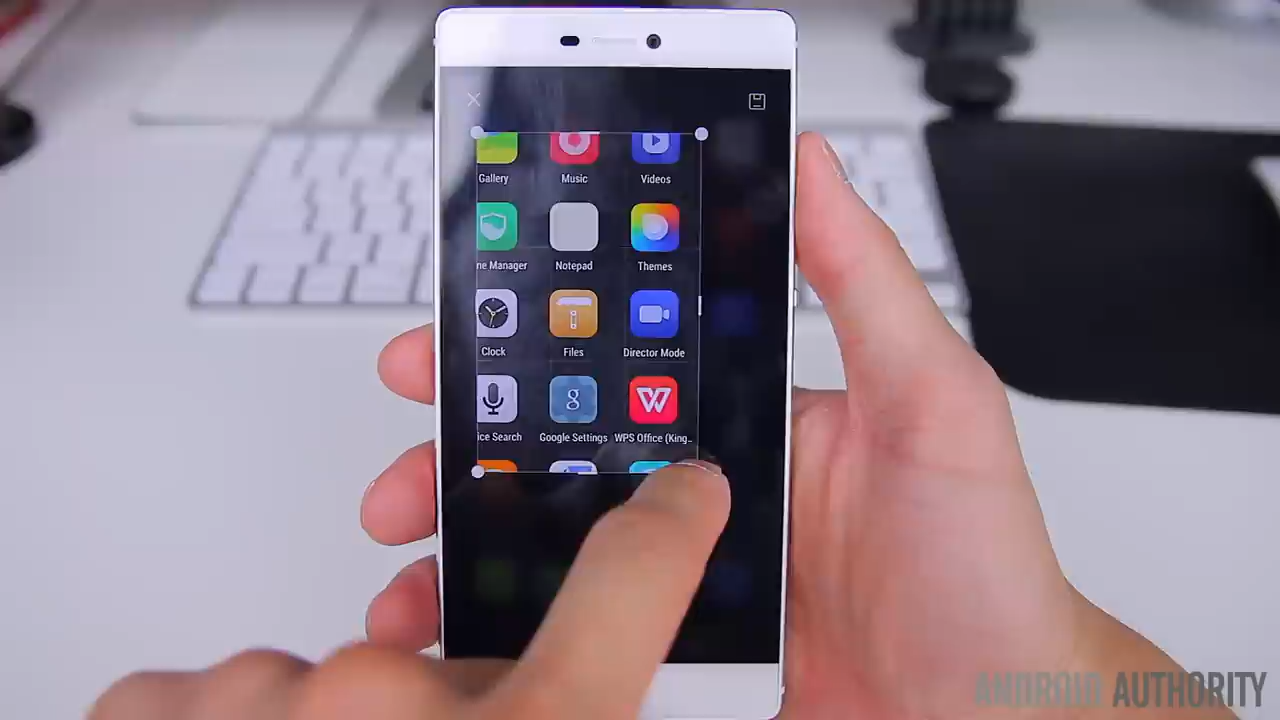 Gallery Music Videos
ne Manager Notepad Themes
Clock Files Director Mode
8
ice Search Google Settings WPS Office (King...
ANDROID AUTHORITY